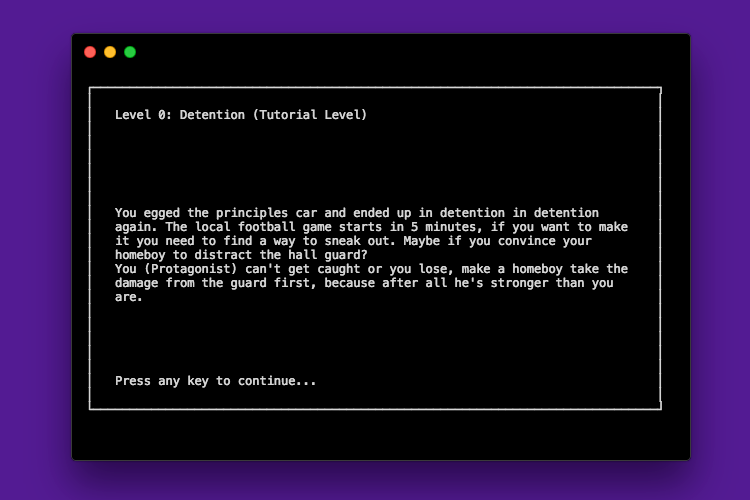 Level 0: Detention (Tutorial Level)
You egged the principles car and ended up in detention in detention
again. The local football game starts in 5 minutes, if you want to make
it you need to find a way to sneak out. Maybe if you convince your
homeboy to distract the hall guard?
You (Protagonist) can't get caught or you lose, make a homeboy take the
damage from the guard first, because after all he's stronger than you
are.
Press any key to continue...